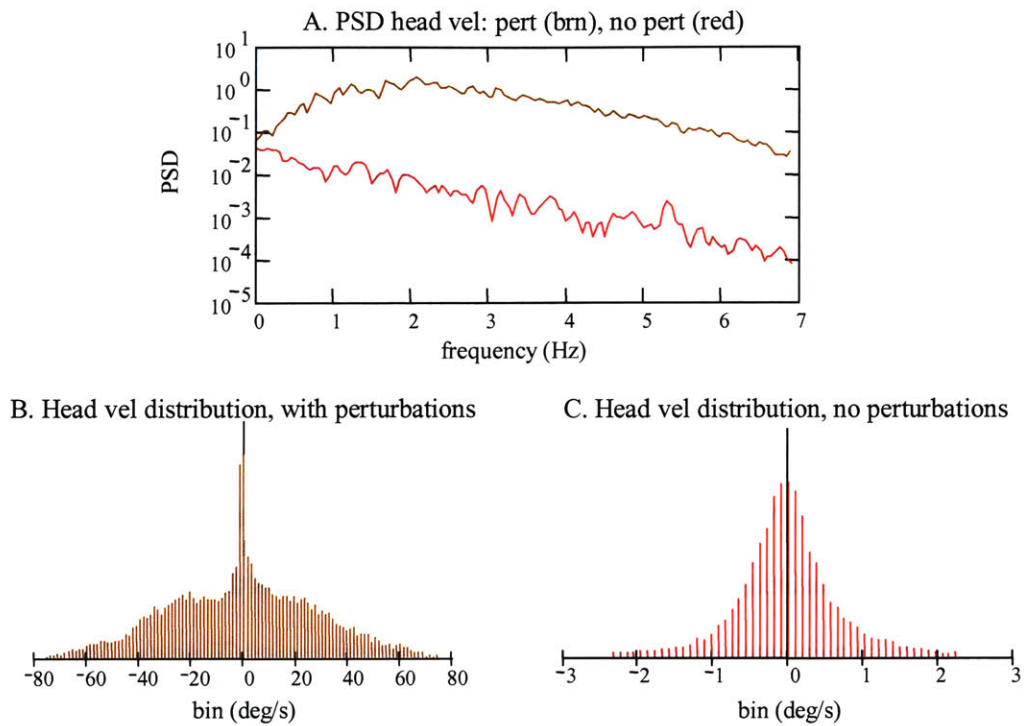 A. PSD head vel: pert (brn), no pert (red)
10 1
10 0
10 -1
10 -2
10 -3
10 -4
10 -5
PSD
0 1 2 3 4 5 6 7
frequency (Hz)
B. Head vel distribution, with perturbations
-80 -60 -40 -20 0 20 40 60 80
bin (deg/s)
C. Head vel distribution, no perturbations
-3 -2 -1 0 1 2 3
bin (deg/s)